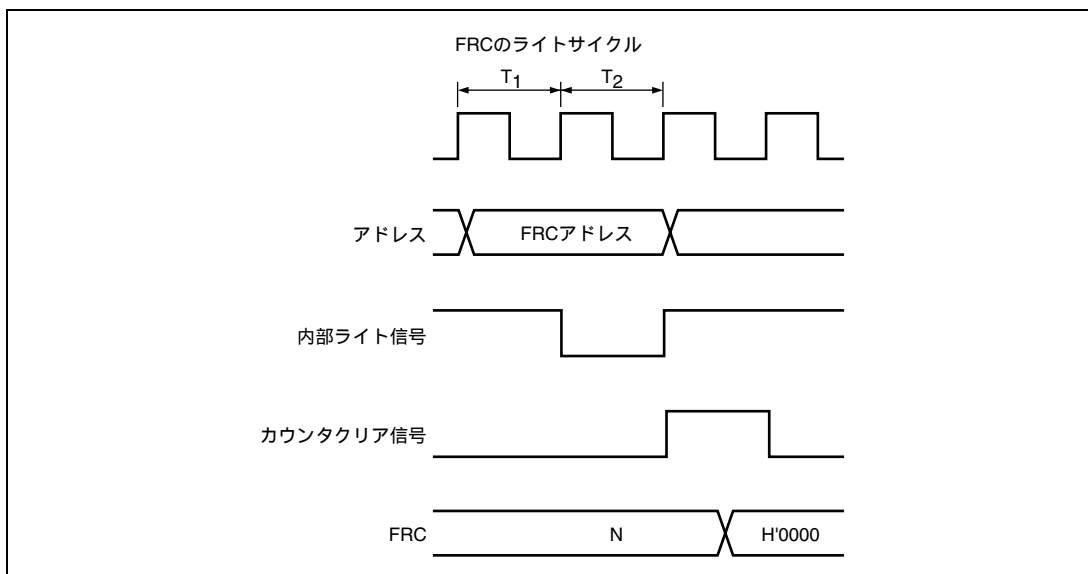 FRCのライトサイクル
T1 T2
アドレス FRCアドレス
内部ライト信号
カウンタクリア信号
FRC N H'0000